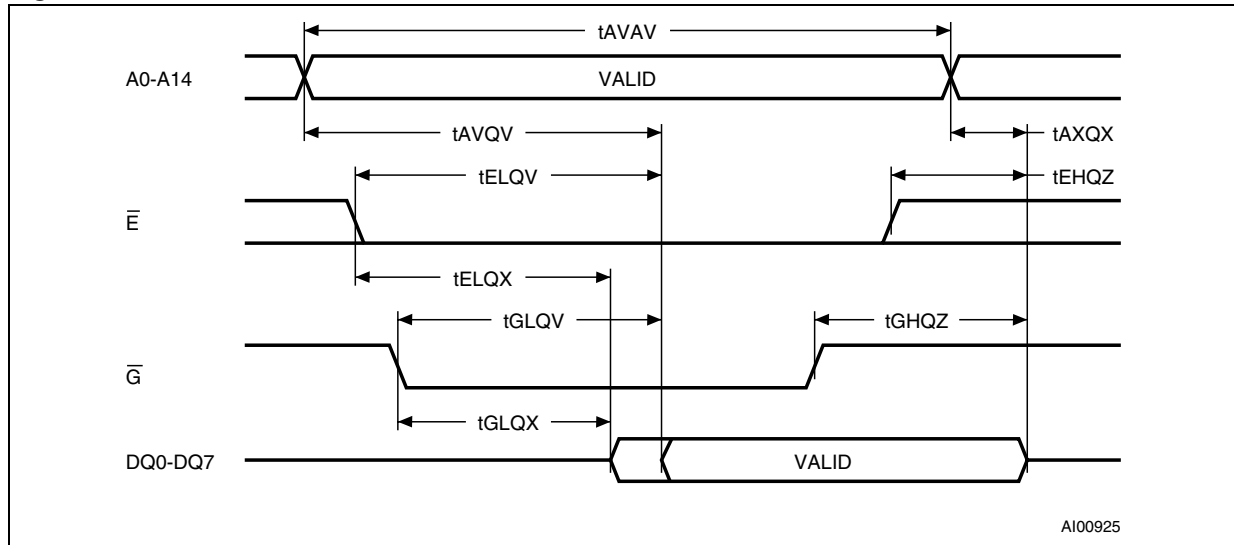 tAVAV
A0-A14
VALID
tAVQV
tAXQX
tELQV
tEHQZ
E̅
tELQX
tGLQV
tGHQZ
G̅
tGLQX
DQ0-DQ7
VALID
AI00925